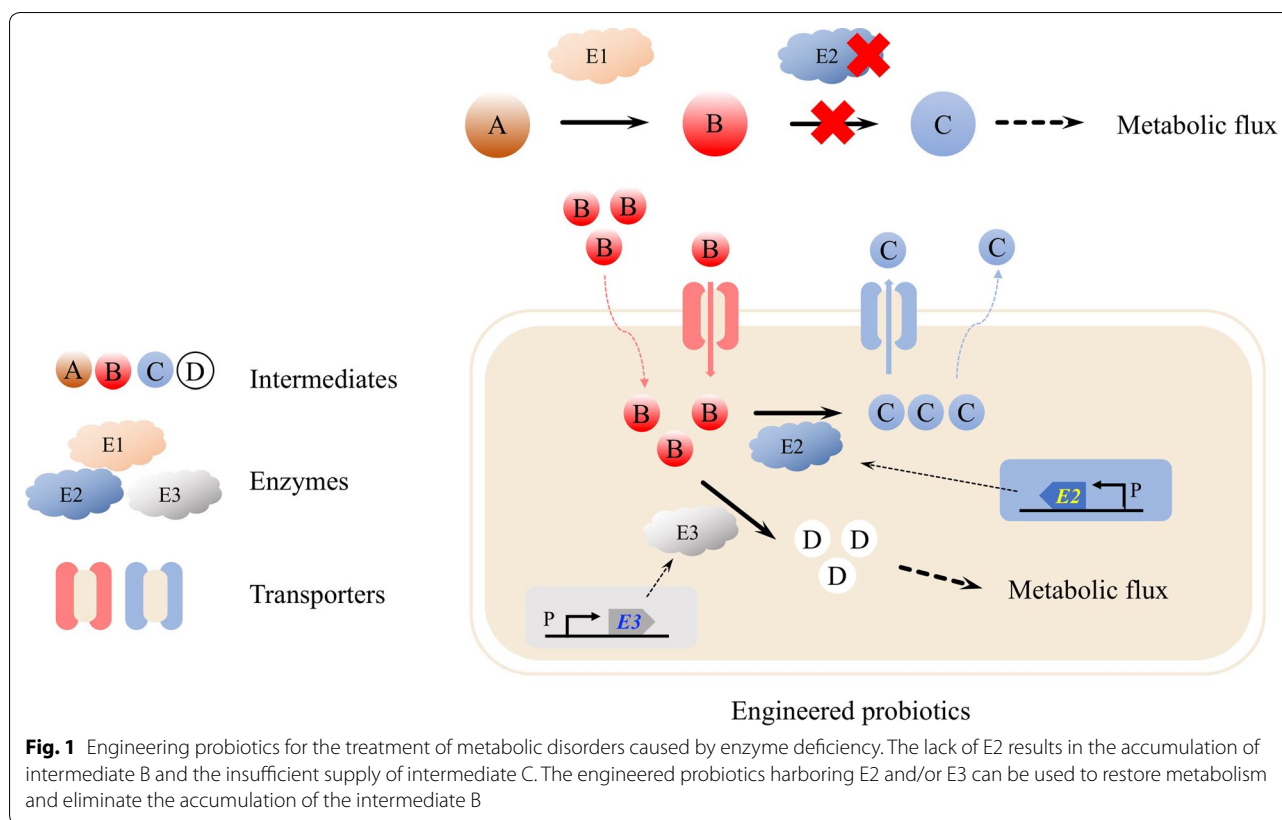 E1
E2
A
B
C
Metabolic flux
B
B
B
B
C
C
A
B
C
D
Intermediates
B
B
B
C
C
C
E2
E1
E2
E3
Enzymes
E2
P
E3
D
D
D
Transporters
P
E3
Metabolic flux
Engineered probiotics
Fig. 1 Engineering probiotics for the treatment of metabolic disorders caused by enzyme deficiency. The lack of E2 results in the accumulation of
intermediate B and the insufficient supply of intermediate C. The engineered probiotics harboring E2 and/or E3 can be used to restore metabolism
and eliminate the accumulation of the intermediate B